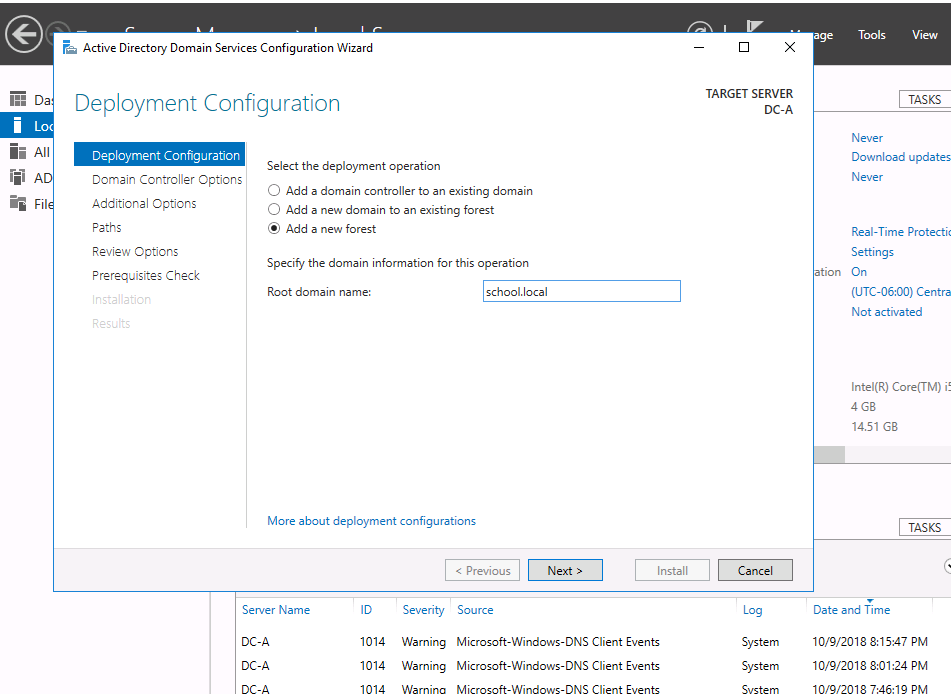 Tools
View
Active Directory Domain Services Configuration Wizard
Deployment Configuration
TARGET SERVER
DC-A
TASKS
All
Deployment Configuration
Domain Controller Options
Additional Options
Paths
Review Options
Prerequisites Check
Installation
Results
Select the deployment operation
Add a domain controller to an existing domain
Add a new domain to an existing forest
Add a new forest
Specify the domain information for this operation
Root domain name:
school.local
More about deployment configurations
< Previous
Next >
Install
Cancel
Never
Download updates
Never
Real-Time Protectio
Settings
ation On
(UTC-06:00) Centra
Not activated
Intel(R) Core(TM) i5
4 GB
14.51 GB
TASKS
Server Name ID Severity Source Log Date and Time
DC-A 1014 Warning Microsoft-Windows-DNS Client Events System 10/9/2018 8:15:47 PM
DC-A 1014 Warning Microsoft-Windows-DNS Client Events System 10/9/2018 8:01:24 PM
DC-A 1014 Warning Microsoft-Windows-DNS Client Events System 10/9/2018 7:46:19 PM